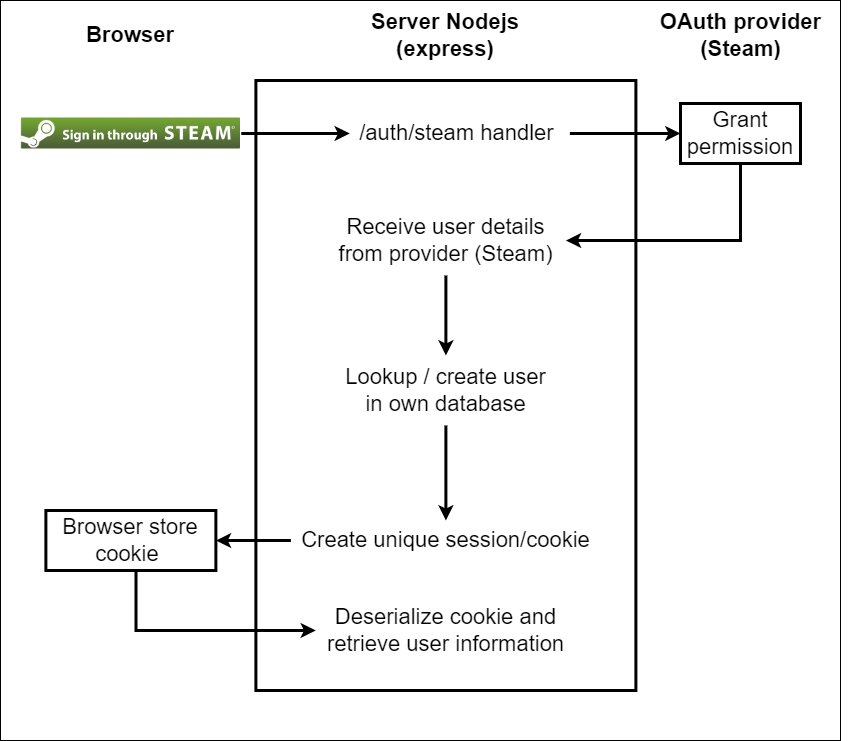 Browser
Server Nodejs
(express)
OAuth provider
(Steam)
Sign in through STEAM
/auth/steam handler
Grant
permission
Receive user details
from provider (Steam)
Lookup / create user
in own database
Browser store
cookie
Create unique session/cookie
Deserialize cookie and
retrieve user information